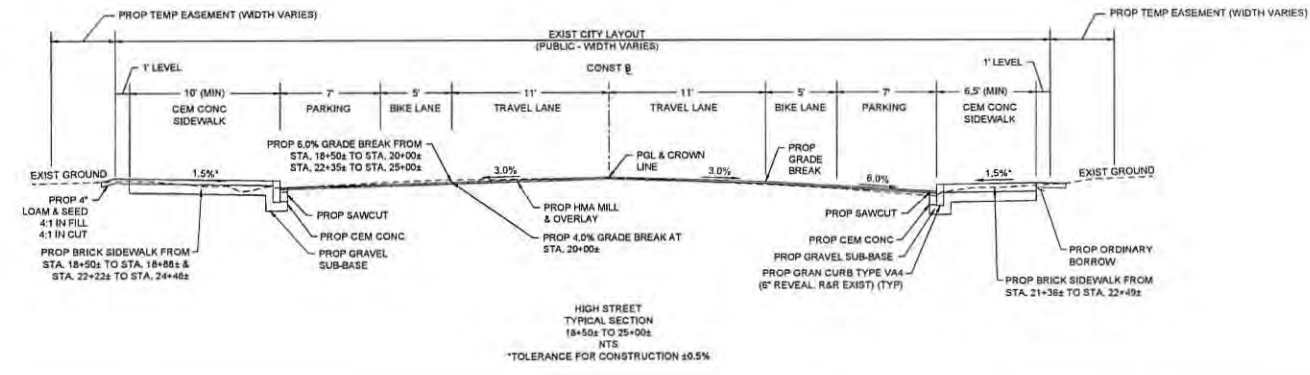 PROP TEMP EASEMENT (WIDTH VARIES)
PROP TEMP EASEMENT (WIDTH VARIES)
EXIST CITY LAYOUT
(PUBLIC - WIDTH VARIES)
CONST ℄
1' LEVEL
1' LEVEL
10' (MIN)
CEM CONC
SIDEWALK
7'
PARKING
5'
BIKE LANE
11'
TRAVEL LANE
11'
TRAVEL LANE
5'
BIKE LANE
7'
PARKING
6.5' (MIN)
CEM CONC
SIDEWALK
PROP 6.0% GRADE BREAK FROM
STA. 18+50± TO STA. 20+00±
STA. 22+35± TO STA. 25+00±
PGL & CROWN
LINE
PROP
GRADE
BREAK
EXIST GROUND
1.5%*
3.0%
3.0%
6.0%
1.5%*
EXIST GROUND
PROP 4"
LOAM & SEED
4:1 IN FILL
4:1 IN CUT
PROP BRICK SIDEWALK FROM
STA. 18+50± TO STA. 18+88± &
STA. 22+22± TO STA. 24+48±
PROP SAWCUT
PROP CEM CONC
PROP GRAVEL
SUB-BASE
PROP HMA MILL
& OVERLAY
PROP 4.0% GRADE BREAK AT
STA. 20+00±
PROP SAWCUT
PROP CEM CONC
PROP GRAVEL SUB-BASE
PROP GRAN CURB TYPE VA4
(6" REVEAL, R&R EXIST) (TYP)
PROP ORDINARY
BORROW
PROP BRICK SIDEWALK FROM
STA. 21+36± TO STA. 22+49±
HIGH STREET
TYPICAL SECTION
18+50± TO 25+00±
NTS
*TOLERANCE FOR CONSTRUCTION ±0.5%